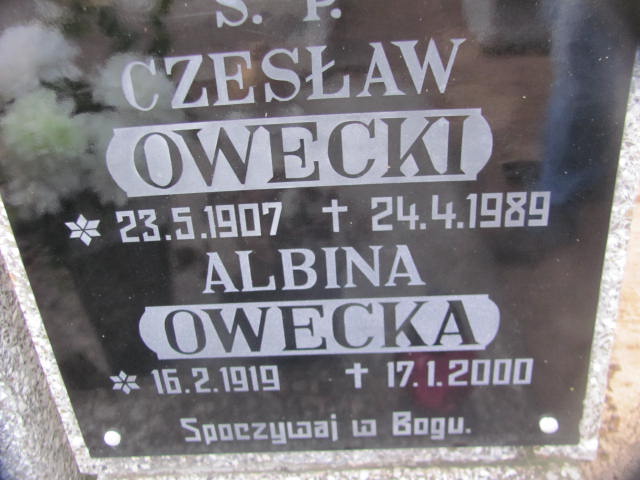 Ś. P.
CZESŁAW
OWECKI
23.5.1907 † 24.4.1989
ALBINA
OWECKA
16.2.1919 † 17.1.2000
Spoczywaj w Bogu.